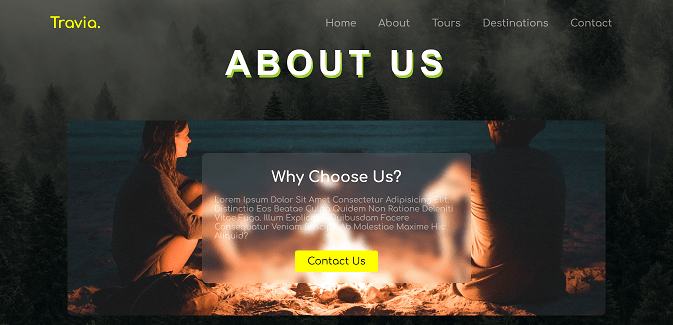 Travia.
Home About Tours Destinations Contact
ABOUT US
Why Choose Us?
Lorem Ipsum Dolor Sit Amet Consectetur Adipisicing Elit.
Distinctio Eos Beatae Culpa Quidem Non Ratione Deleniti
Vitae Fuga, Illum Explicabo Quibusdam Facere
Consequatur Veniam Ab Molestiae Maxime Hic
Aliquid?
Contact Us